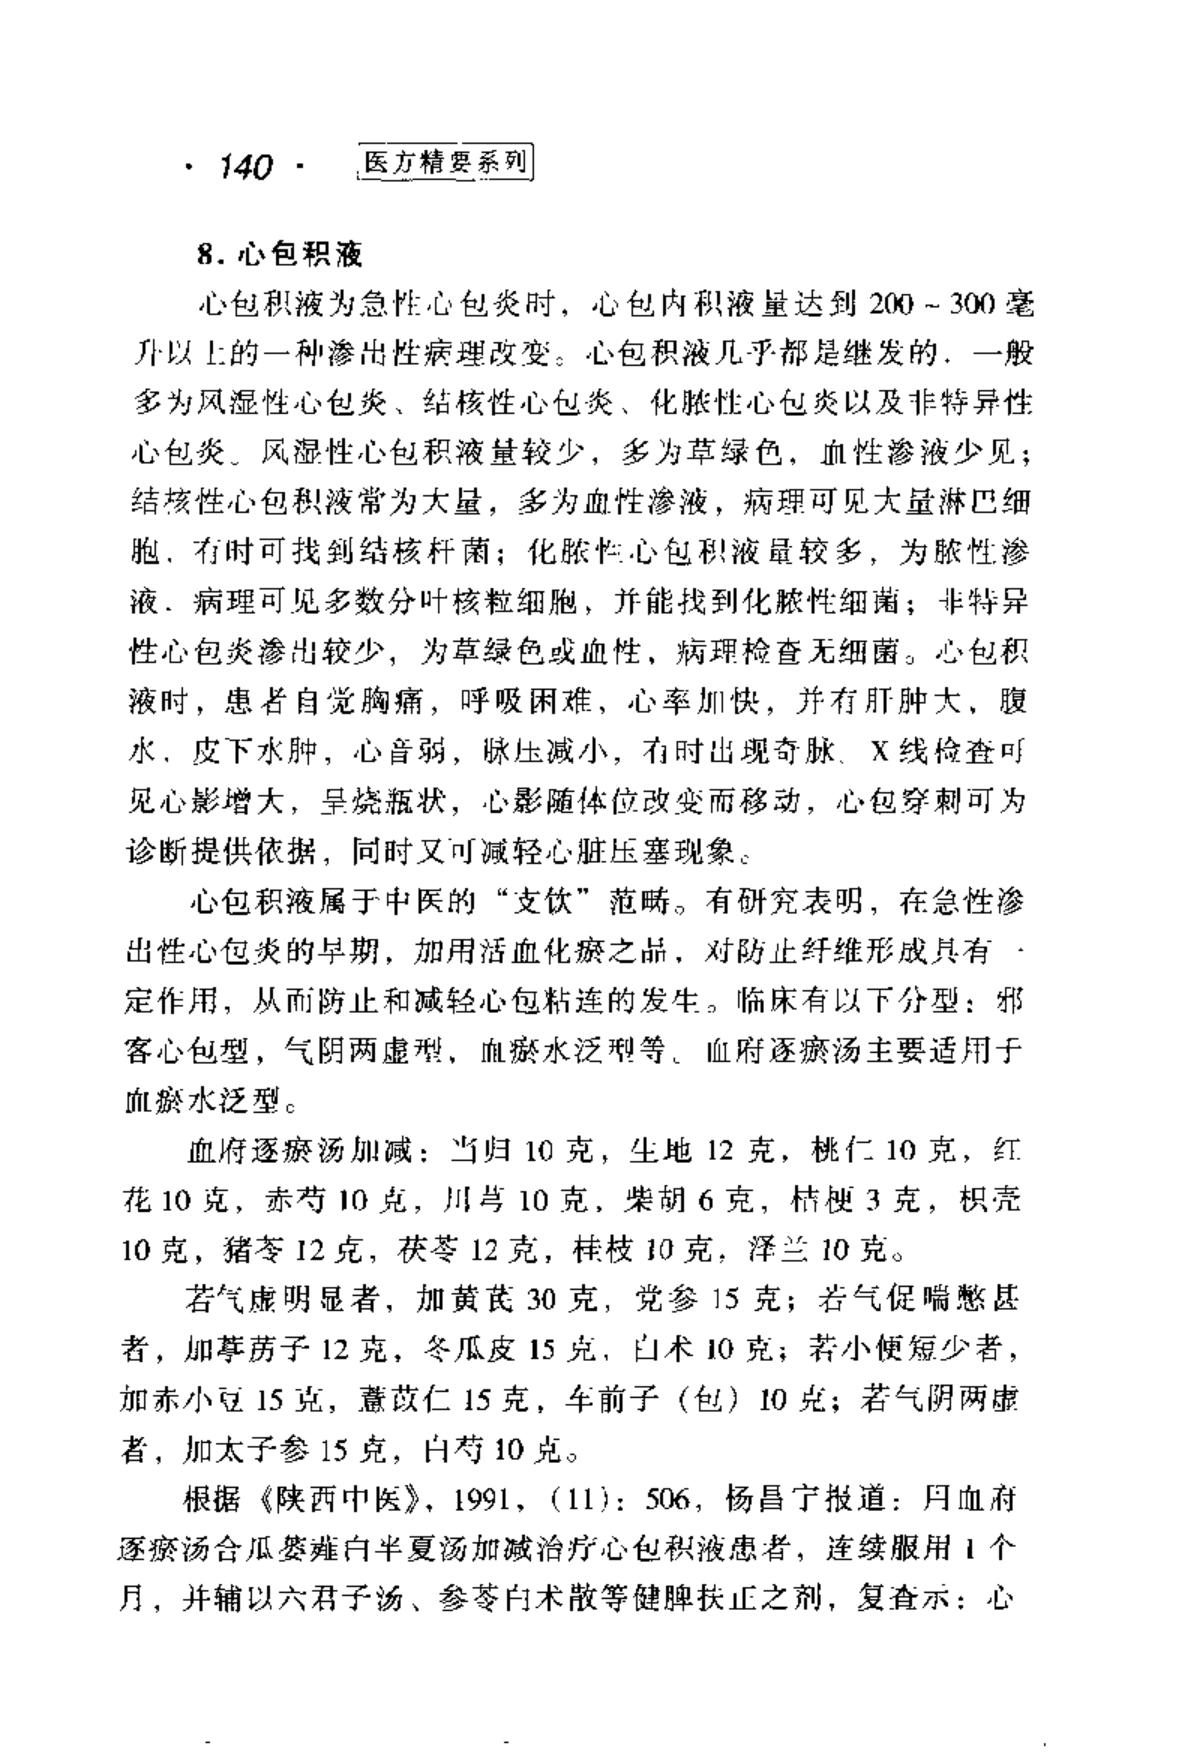 · 140 · 医方精要系列
8. 心包积液
心包积液为急性心包炎时，心包内积液量达到 200 ~ 300 毫
升以上的一种渗出性病理改变。心包积液几乎都是继发的．一般
多为风湿性心包炎、结核性心包炎、化脓性心包炎以及非特异性
心包炎。风湿性心包积液量较少，多为草绿色，血性渗液少见；
结核性心包积液常为大量，多为血性渗液，病理可见大量淋巴细
胞．有时可找到结核杆菌；化脓性心包积液量较多，为脓性渗
液．病理可见多数分叶核粒细胞，并能找到化脓性细菌；非特异
性心包炎渗出较少，为草绿色或血性，病理检查无细菌。心包积
液时，患者自觉胸痛，呼吸困难，心率加快，并有肝肿大，腹
水．皮下水肿，心音弱，脉压减小，有时出现奇脉．X 线检查可
见心影增大，呈烧瓶状，心影随体位改变而移动，心包穿刺可为
诊断提供依据，同时又可减轻心脏压塞现象。
心包积液属于中医的“支饮”范畴。有研究表明，在急性渗
出性心包炎的早期，加用活血化瘀之品，对防止纤维形成具有一
定作用，从而防止和减轻心包粘连的发生。临床有以下分型：邪
客心包型，气阴两虚型，血瘀水泛型等。血府逐瘀汤主要适用于
血瘀水泛型。
血府逐瘀汤加减：当归 10 克，生地 12 克，桃仁 10 克，红
花 10 克，赤芍 10 克，川芎 10 克，柴胡 6 克，桔梗 3 克，枳壳
10 克，猪苓 12 克，茯苓 12 克，桂枝 10 克，泽兰 10 克。
若气虚明显者，加黄芪 30 克，党参 15 克；若气促喘憋甚
者，加葶苈子 12 克，冬瓜皮 15 克，白术 10 克；若小便短少者，
加赤小豆 15 克，薏苡仁 15 克，车前子（包）10 克；若气阴两虚
者，加太子参 15 克，白芍 10 克。
根据《陕西中医》，1991，（11）：506，杨昌宁报道：用血府
逐瘀汤合瓜蒌薤白半夏汤加减治疗心包积液患者，连续服用 1 个
月，并辅以六君子汤、参苓白术散等健脾扶正之剂，复查示：心